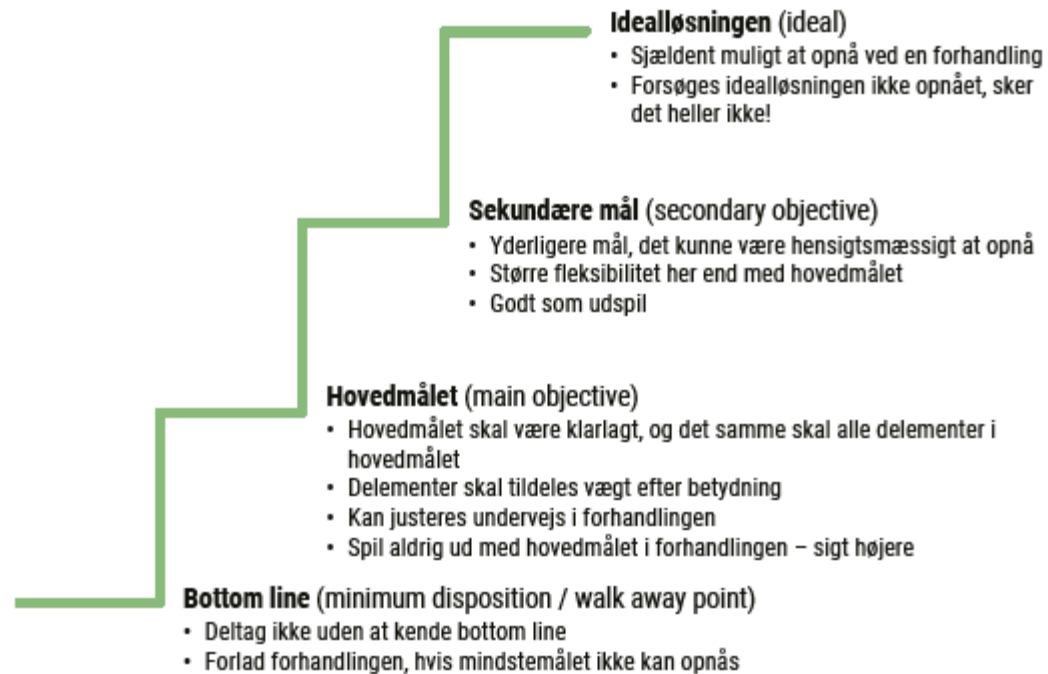 Idealløsningen (ideal)
• Sjældent muligt at opnå ved en forhandling
• Forsøges idealløsningen ikke opnået, sker
det heller ikke!
Sekundære mål (secondary objective)
• Yderligere mål, det kunne være hensigtsmæssigt at opnå
• Større fleksibilitet her end med hovedmålet
• Godt som udspil
Hovedmålet (main objective)
• Hovedmålet skal være klarlagt, og det samme skal alle delementer i
hovedmålet
• Delementer skal tildeles vægt efter betydning
• Kan justeres undervejs i forhandlingen
• Spil aldrig ud med hovedmålet i forhandlingen – sigt højere
Bottom line (minimum disposition / walk away point)
• Deltag ikke uden at kende bottom line
• Forlad forhandlingen, hvis mindstemålet ikke kan opnås